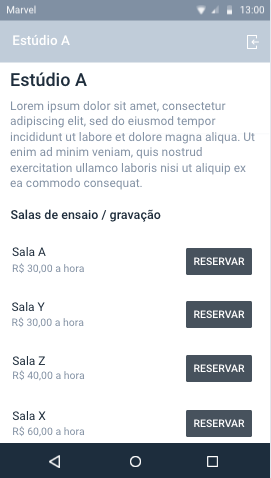 Marvel 13:00
Estúdio A
Estúdio A
Lorem ipsum dolor sit amet, consectetur
adipiscing elit, sed do eiusmod tempor
incididunt ut labore et dolore magna aliqua. Ut
enim ad minim veniam, quis nostrud
exercitation ullamco laboris nisi ut aliquip ex
ea commodo consequat.
Salas de ensaio / gravação
Sala A
R$ 30,00 a hora
RESERVAR
Sala Y
R$ 30,00 a hora
RESERVAR
Sala Z
R$ 40,00 a hora
RESERVAR
Sala X
R$ 60,00 a hora
RESERVAR